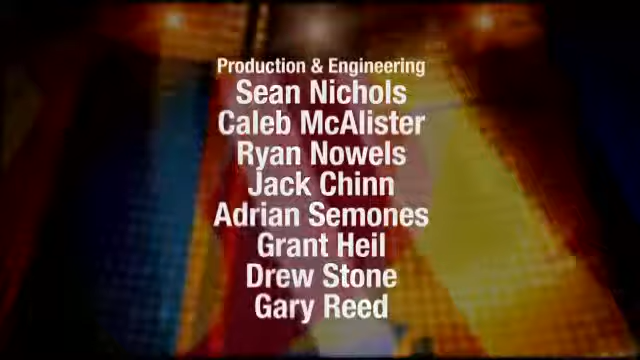 Production & Engineering
Sean Nichols
Caleb McAlister
Ryan Nowels
Jack Chinn
Adrian Semones
Grant Heil
Drew Stone
Gary Reed